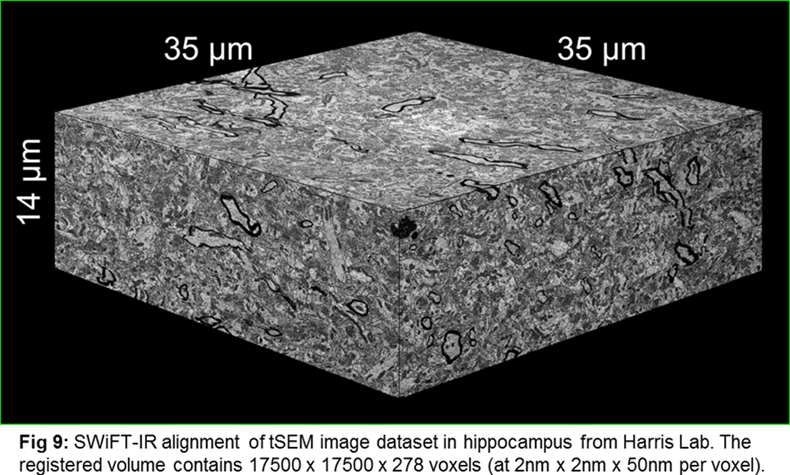 35 µm
35 µm
14 µm
Fig 9: SWiFT-IR alignment of tSEM image dataset in hippocampus from Harris Lab. The
registered volume contains 17500 x 17500 x 278 voxels (at 2nm x 2nm x 50nm per voxel).